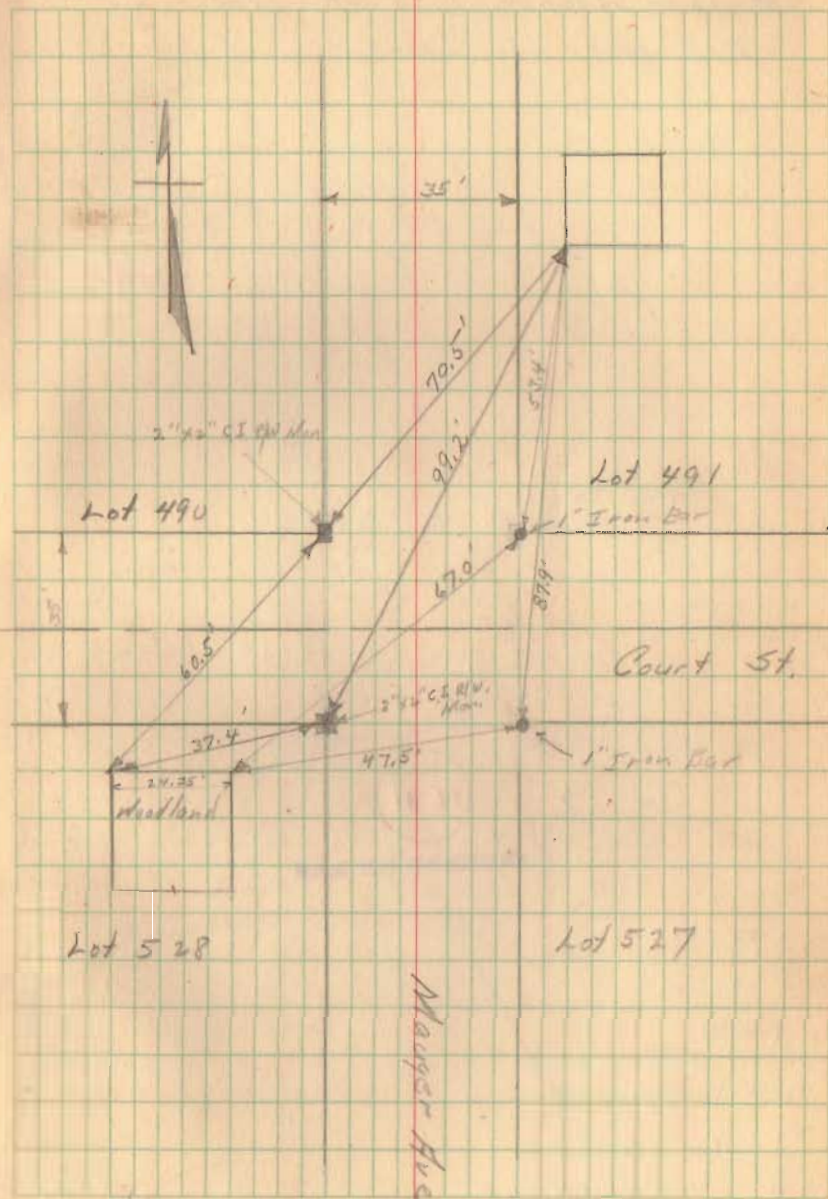 35'
70.5'
53.4'
99.2'
2"x2" C.I. R/W Mon
Lot 490
Lot 491
1" Iron Bar
35'
67.0'
87.9'
60.5'
Court St.
2"x2" C.I. R/W.
Mon.
37.4'
47.5'
1" Iron Bar
24.25'
Woodland
Lot 528
Lot 527
Ave